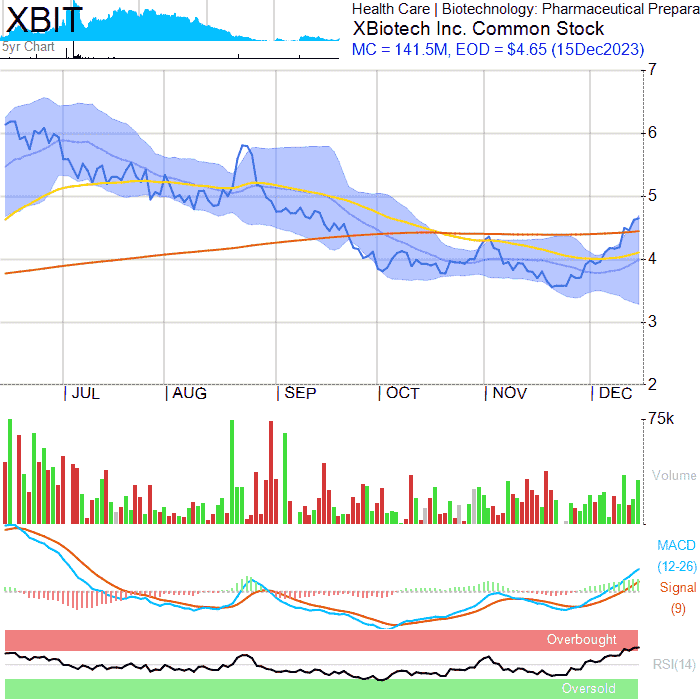 XBIT
5yr Chart
Health Care | Biotechnology: Pharmaceutical Prepara
XBiotech Inc. Common Stock
MC = 141.5M, EOD = $4.65 (15Dec2023)
7
6
5
4
3
2
JUL AUG SEP OCT NOV DEC
75k
Volume
MACD
(12-26)
Signal
(9)
Overbought
RSI(14)
Oversold